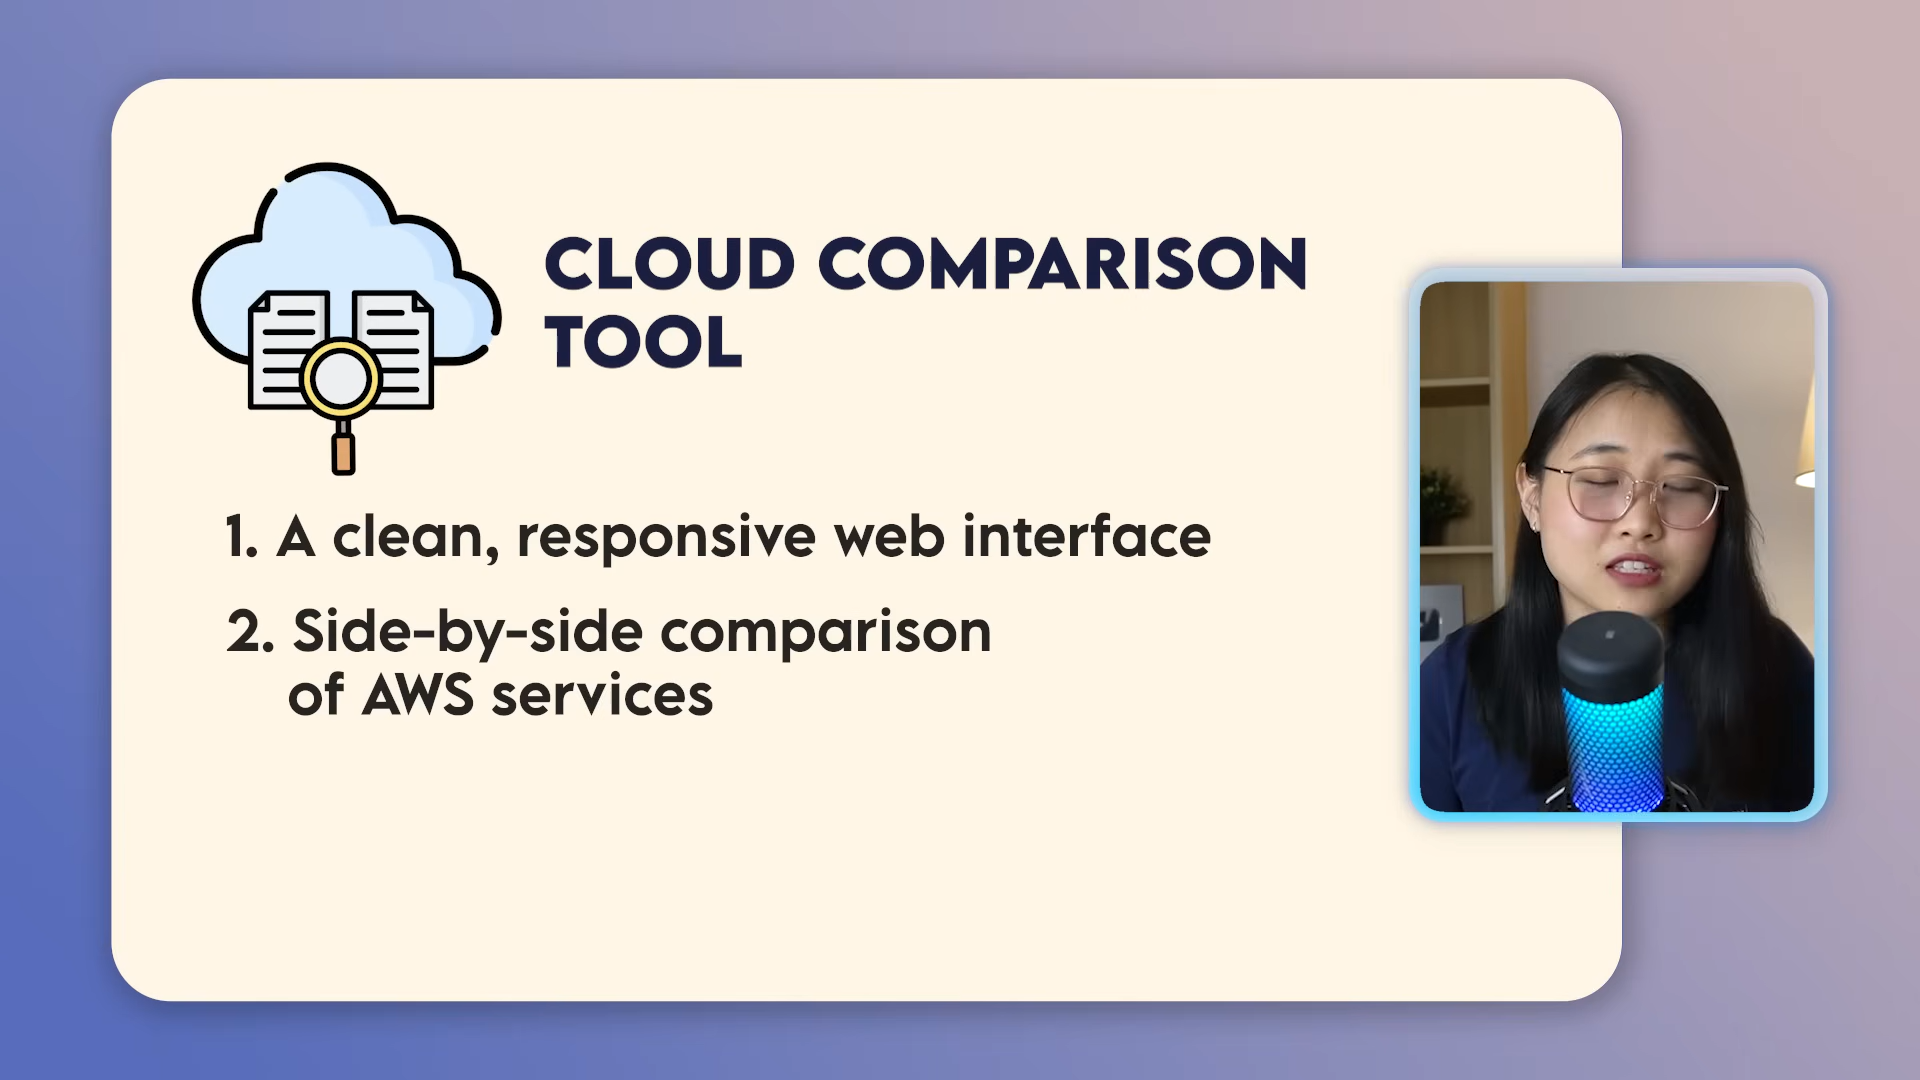 CLOUD COMPARISON
TOOL
1. A clean, responsive web interface
2. Side-by-side comparison
of AWS services